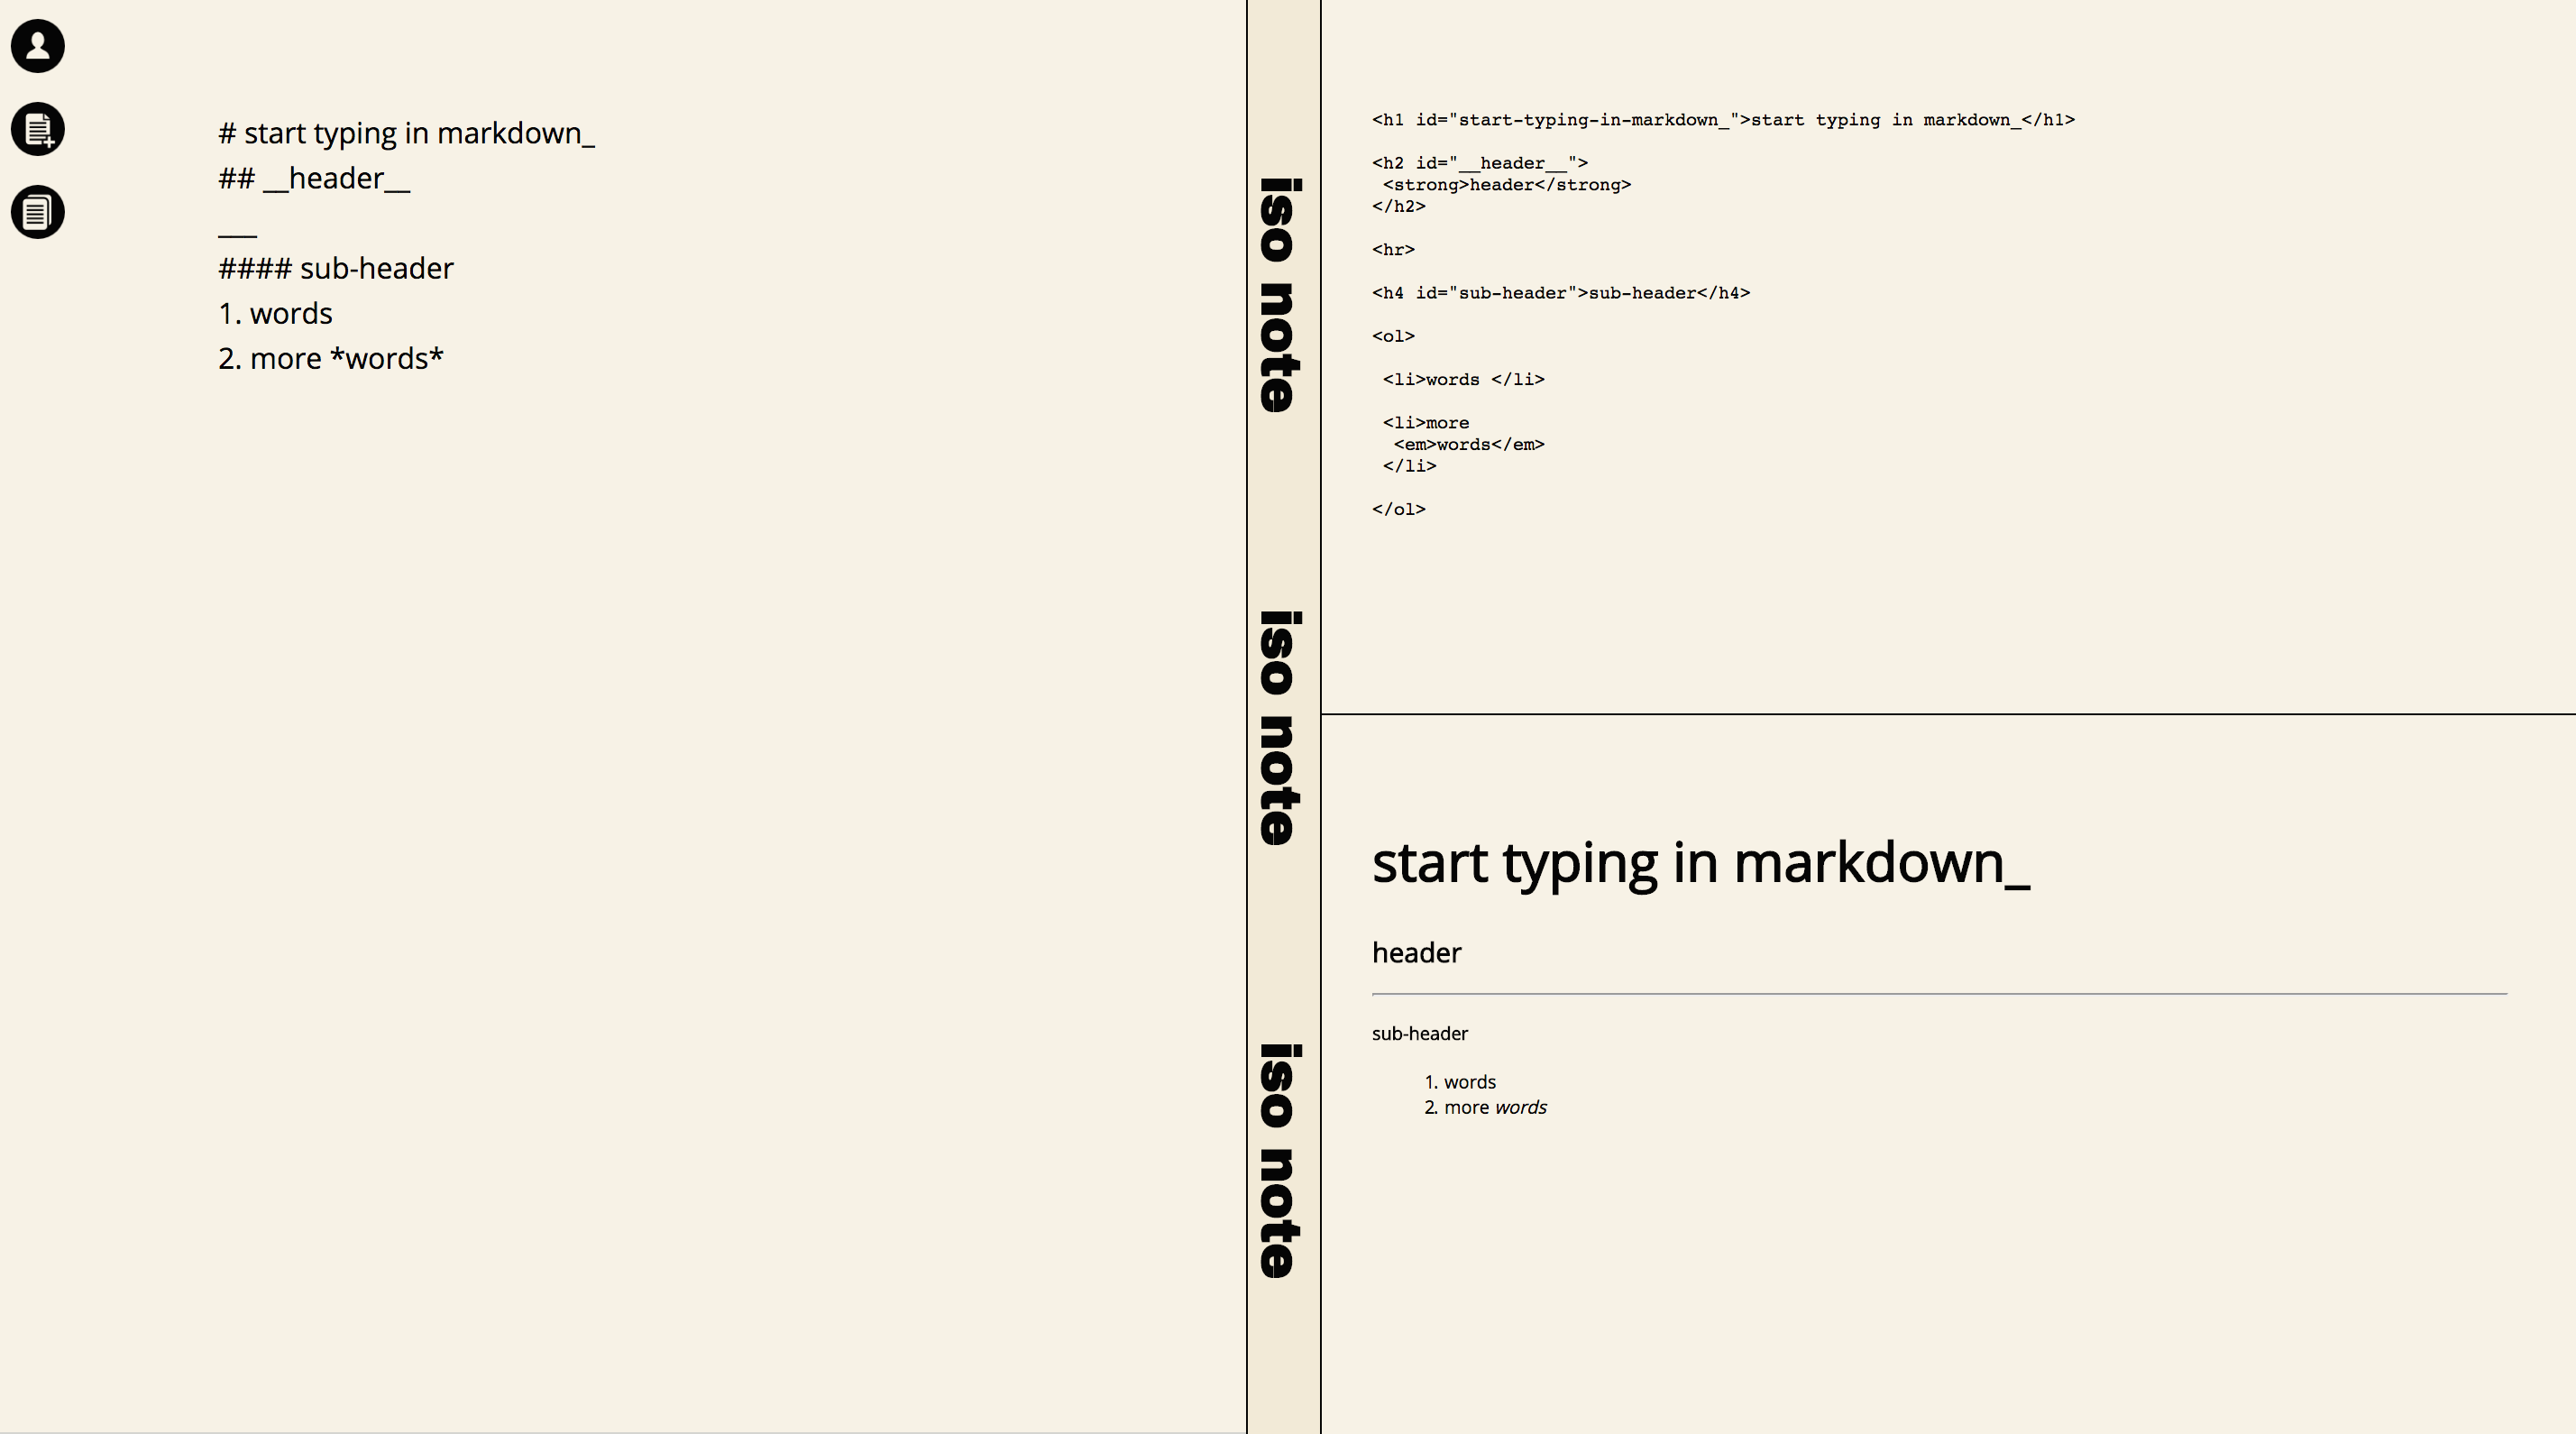 # start typing in markdown_
## __header__
___
#### sub-header
1. words
2. more *words*
iso note
iso note
iso note
<h1 id="start-typing-in-markdown_">start typing in markdown_</h1>
<h2 id="__header__">
<strong>header</strong>
</h2>
<hr>
<h4 id="sub-header">sub-header</h4>
<ol>
<li>words </li>
<li>more
<em>words</em>
</li>
</ol>
start typing in markdown_
header
sub-header
1. words
2. more words